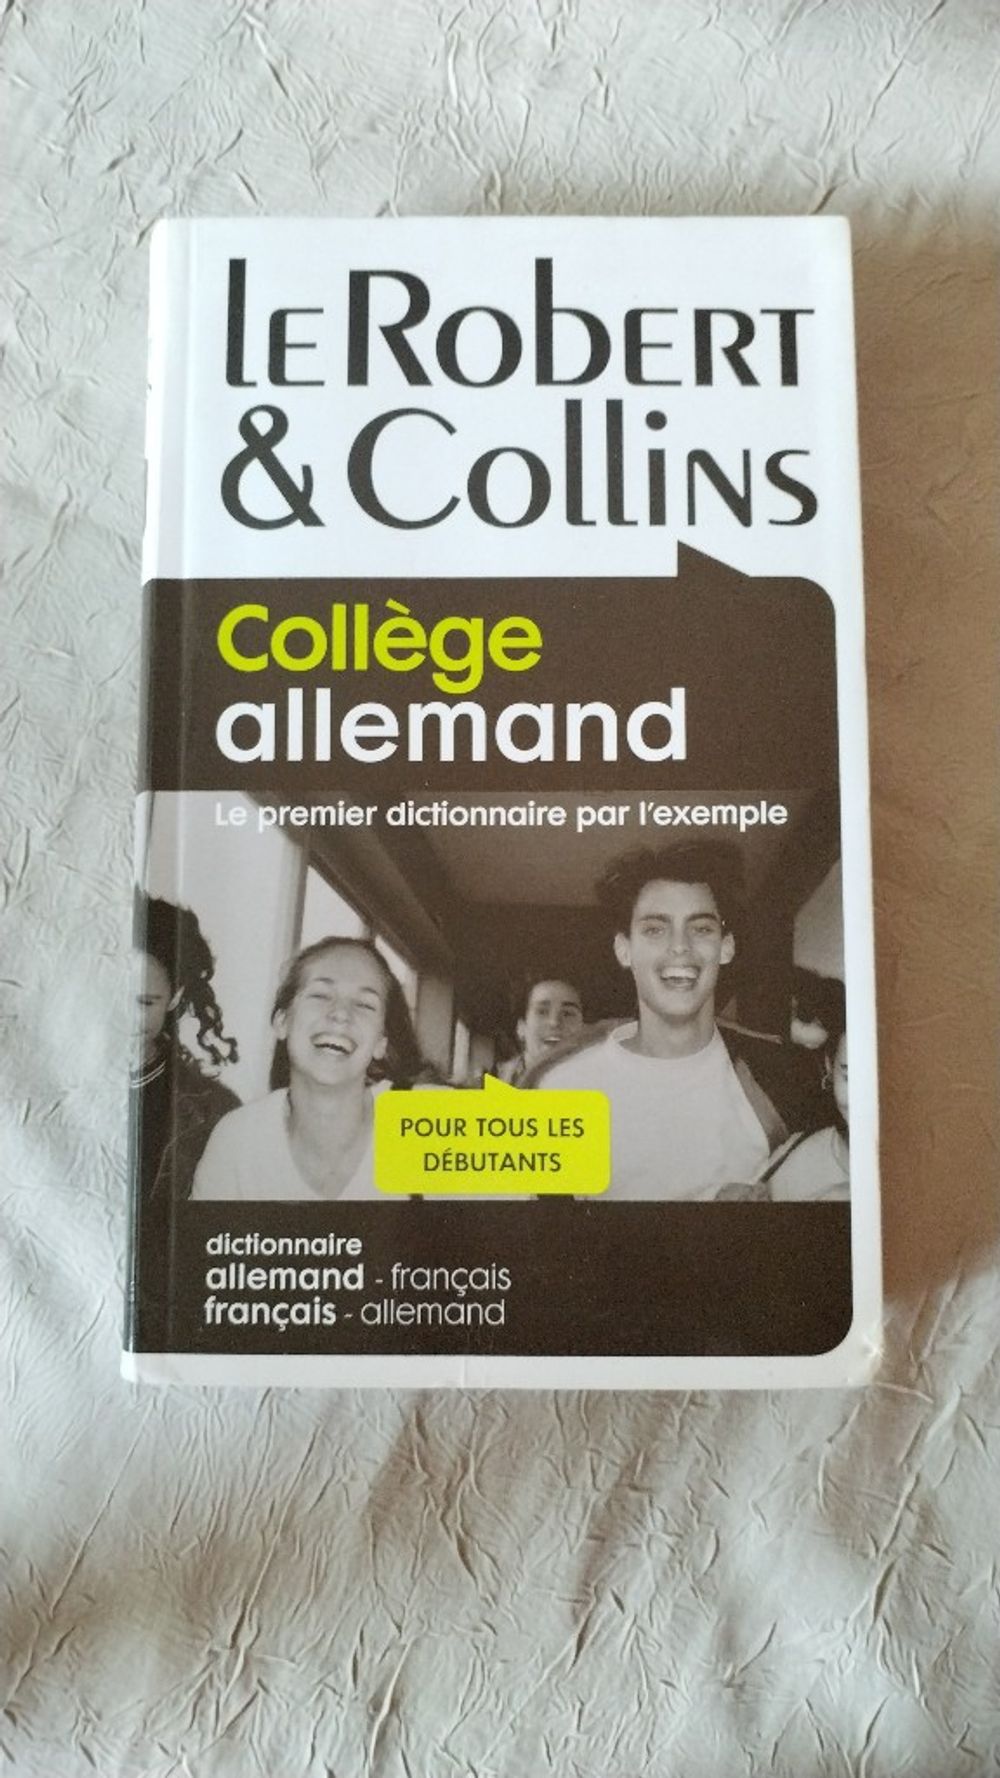 le Robert
& Collins
Collège
allemand
Le premier dictionnaire par l'exemple
POUR TOUS LES
DÉBUTANTS
dictionnaire
allemand - français
français - allemand